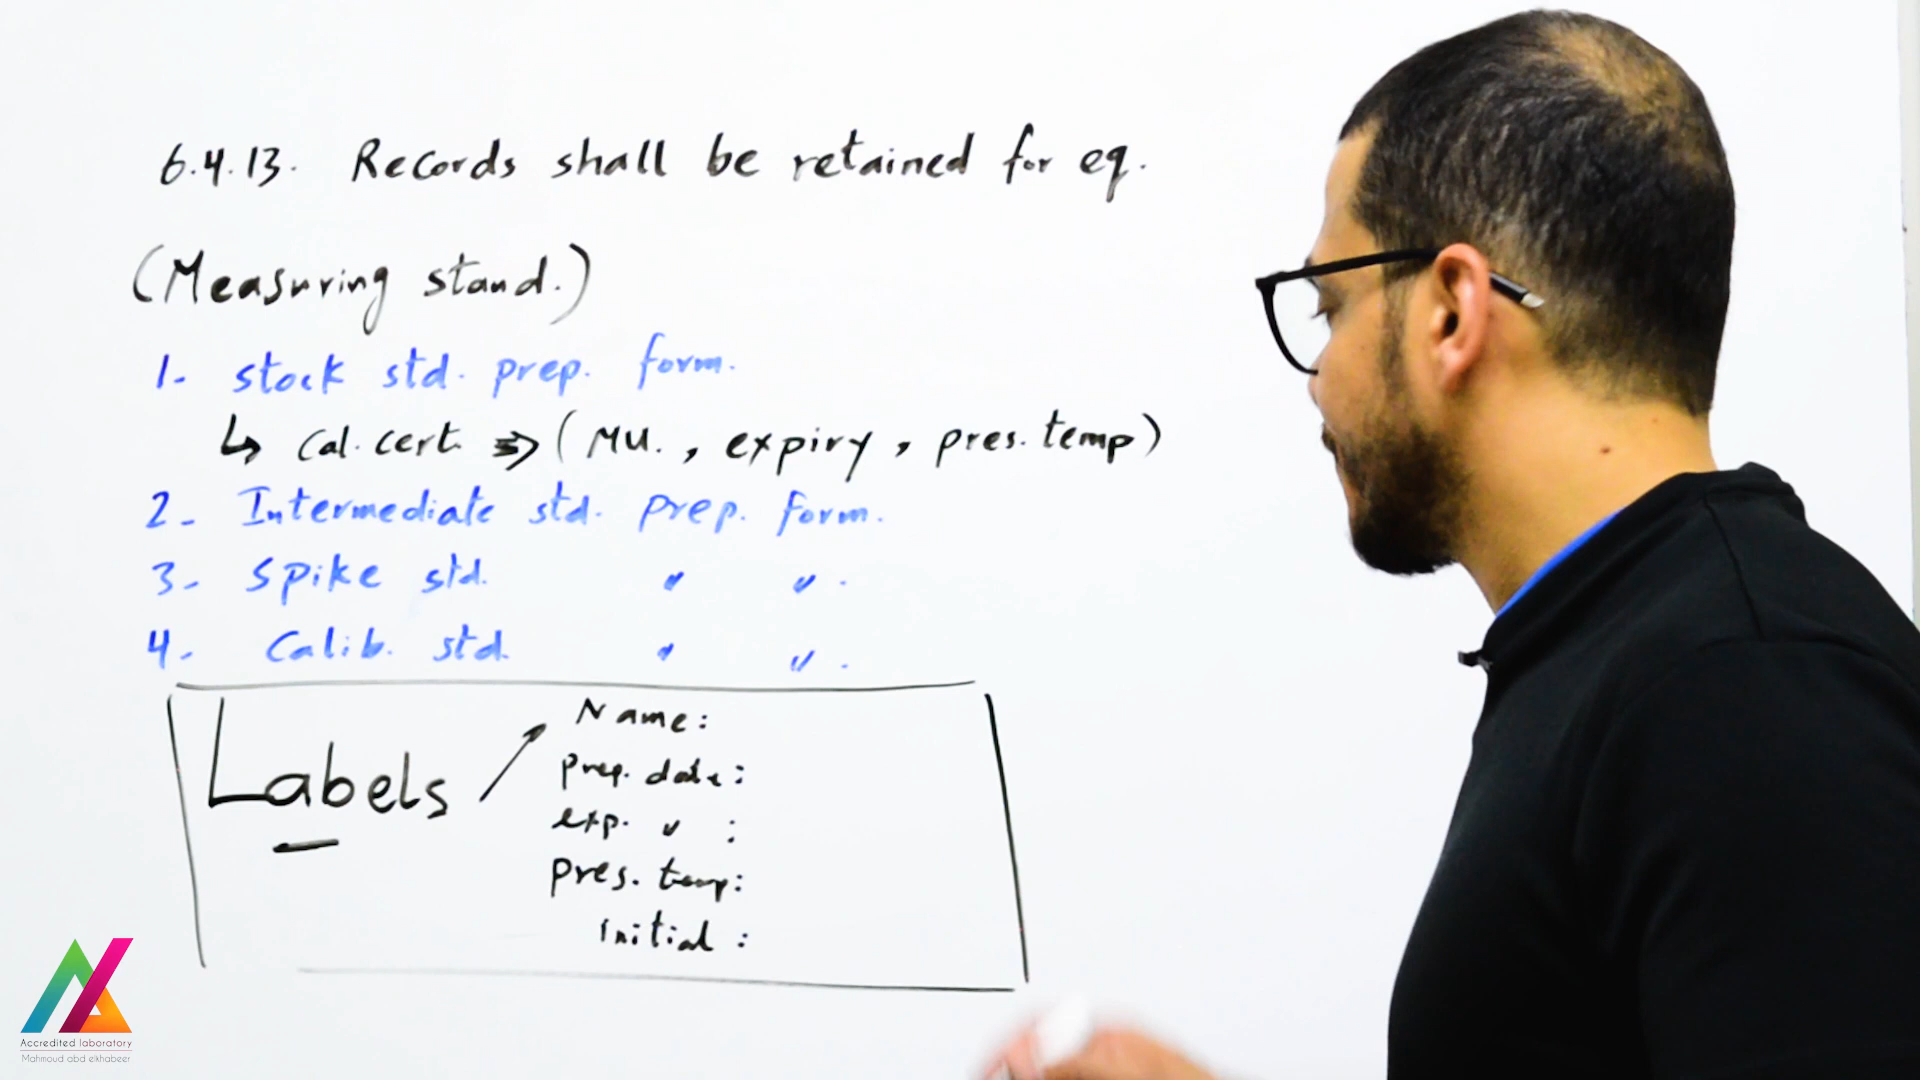 6.4.13. Records shall be retained for eq.
(Measuring stand.)
1- stock std. prep. form.
↳ Cal. cert. ⇒ (MU. , expiry , pres. temp)
2- Intermediate std. prep. form.
3- Spike std. 〃 〃 .
4- Calib. std. 〃 〃 .
Labels
Name:
prep. date:
exp. 〃 :
pres. temp:
initial :
Accredited laboratory
Mahmoud abd elkhabeer